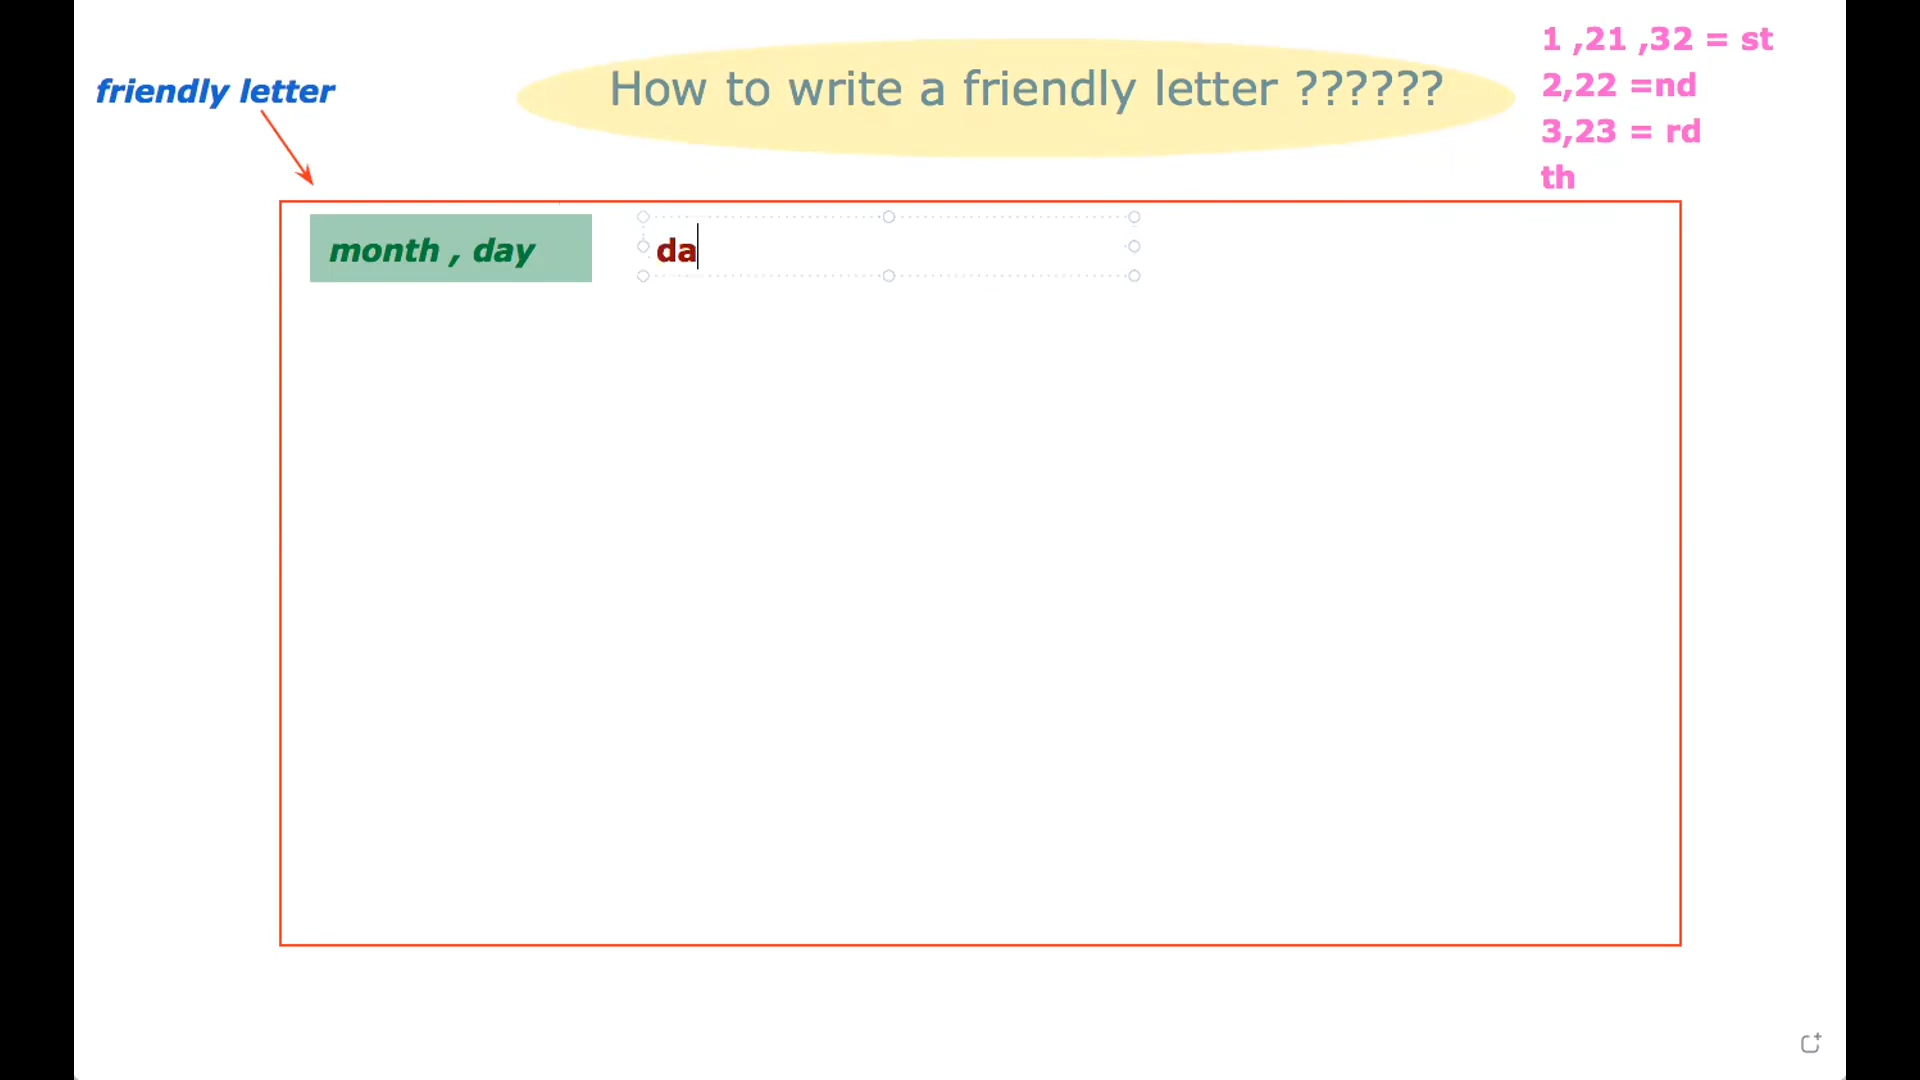 friendly letter
How to write a friendly letter ??????
1 ,21 ,32 = st
2,22 =nd
3,23 = rd
th
month , day
da